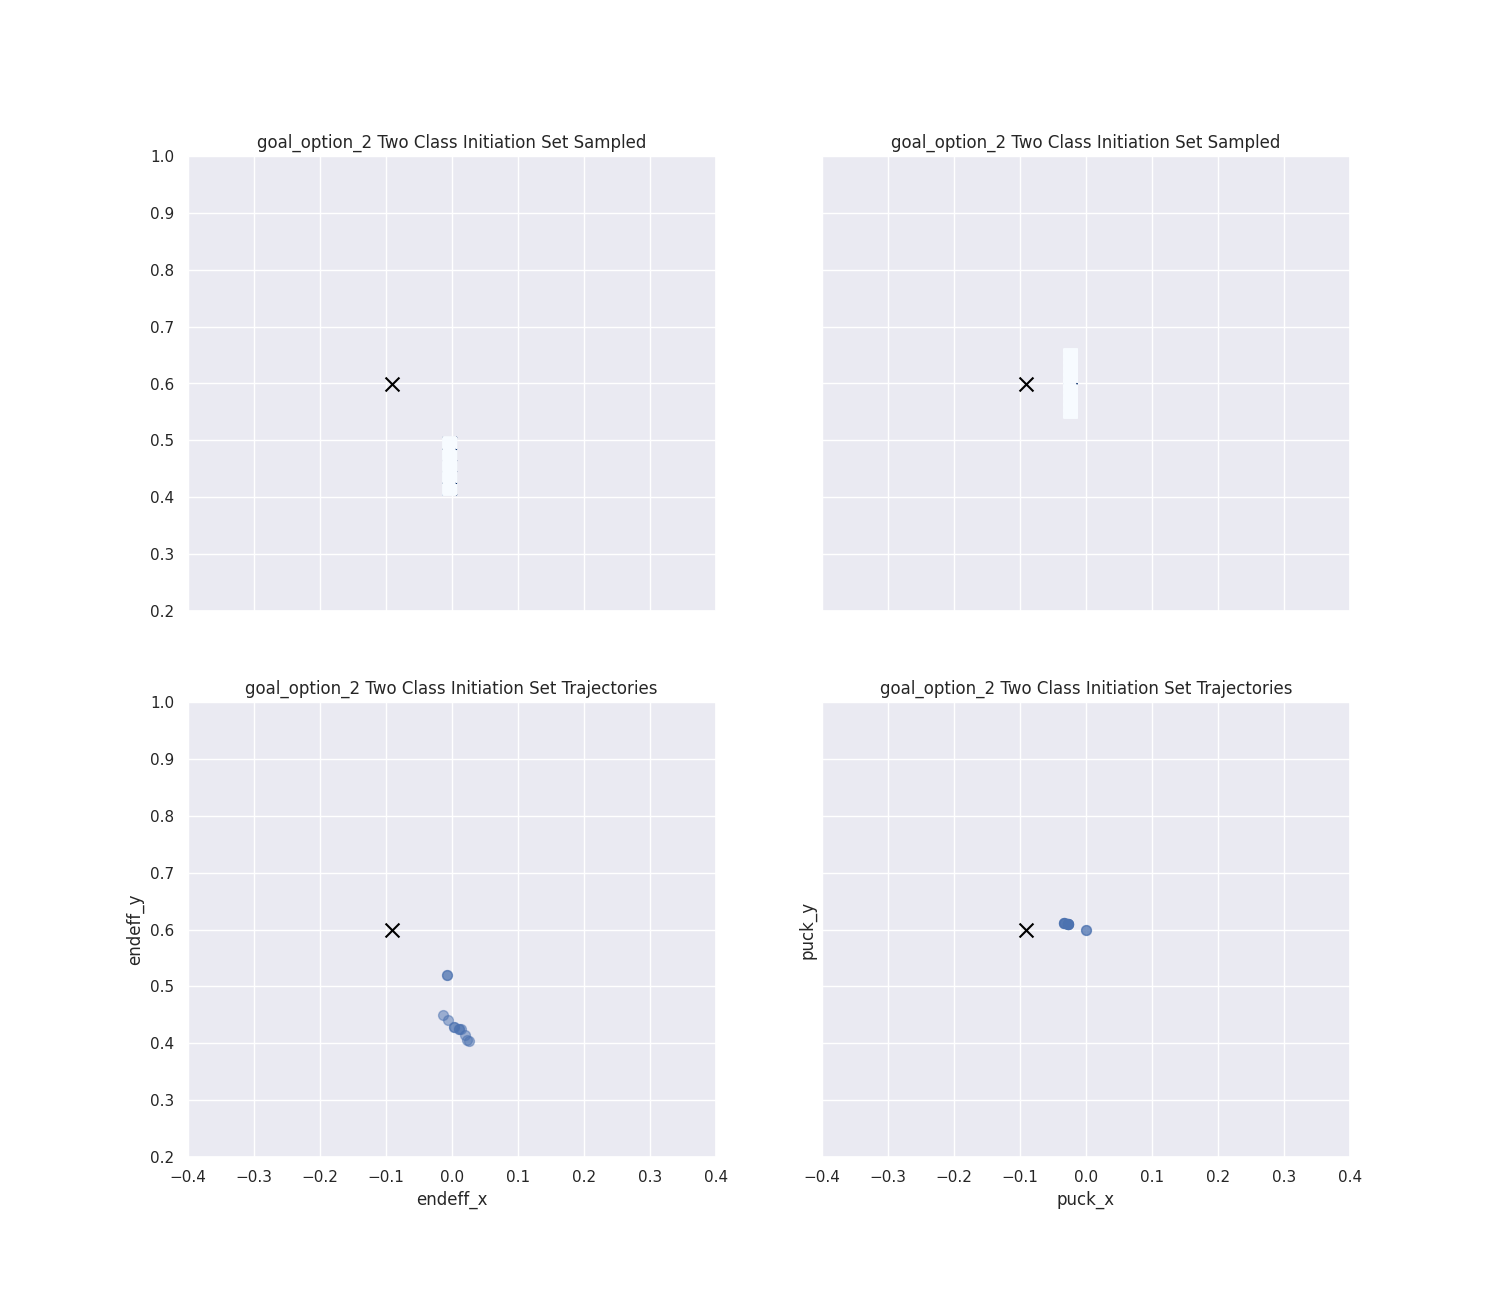 goal_option_2 Two Class Initiation Set Sampled
goal_option_2 Two Class Initiation Set Sampled
1.0
0.9
0.8
0.7
0.6
0.5
0.4
0.3
0.2
goal_option_2 Two Class Initiation Set Trajectories
goal_option_2 Two Class Initiation Set Trajectories
1.0
0.9
0.8
0.7
0.6
0.5
0.4
0.3
0.2
endeff_y
puck_y
−0.4 −0.3 −0.2 −0.1 0.0 0.1 0.2 0.3 0.4
−0.4 −0.3 −0.2 −0.1 0.0 0.1 0.2 0.3 0.4
endeff_x
puck_x